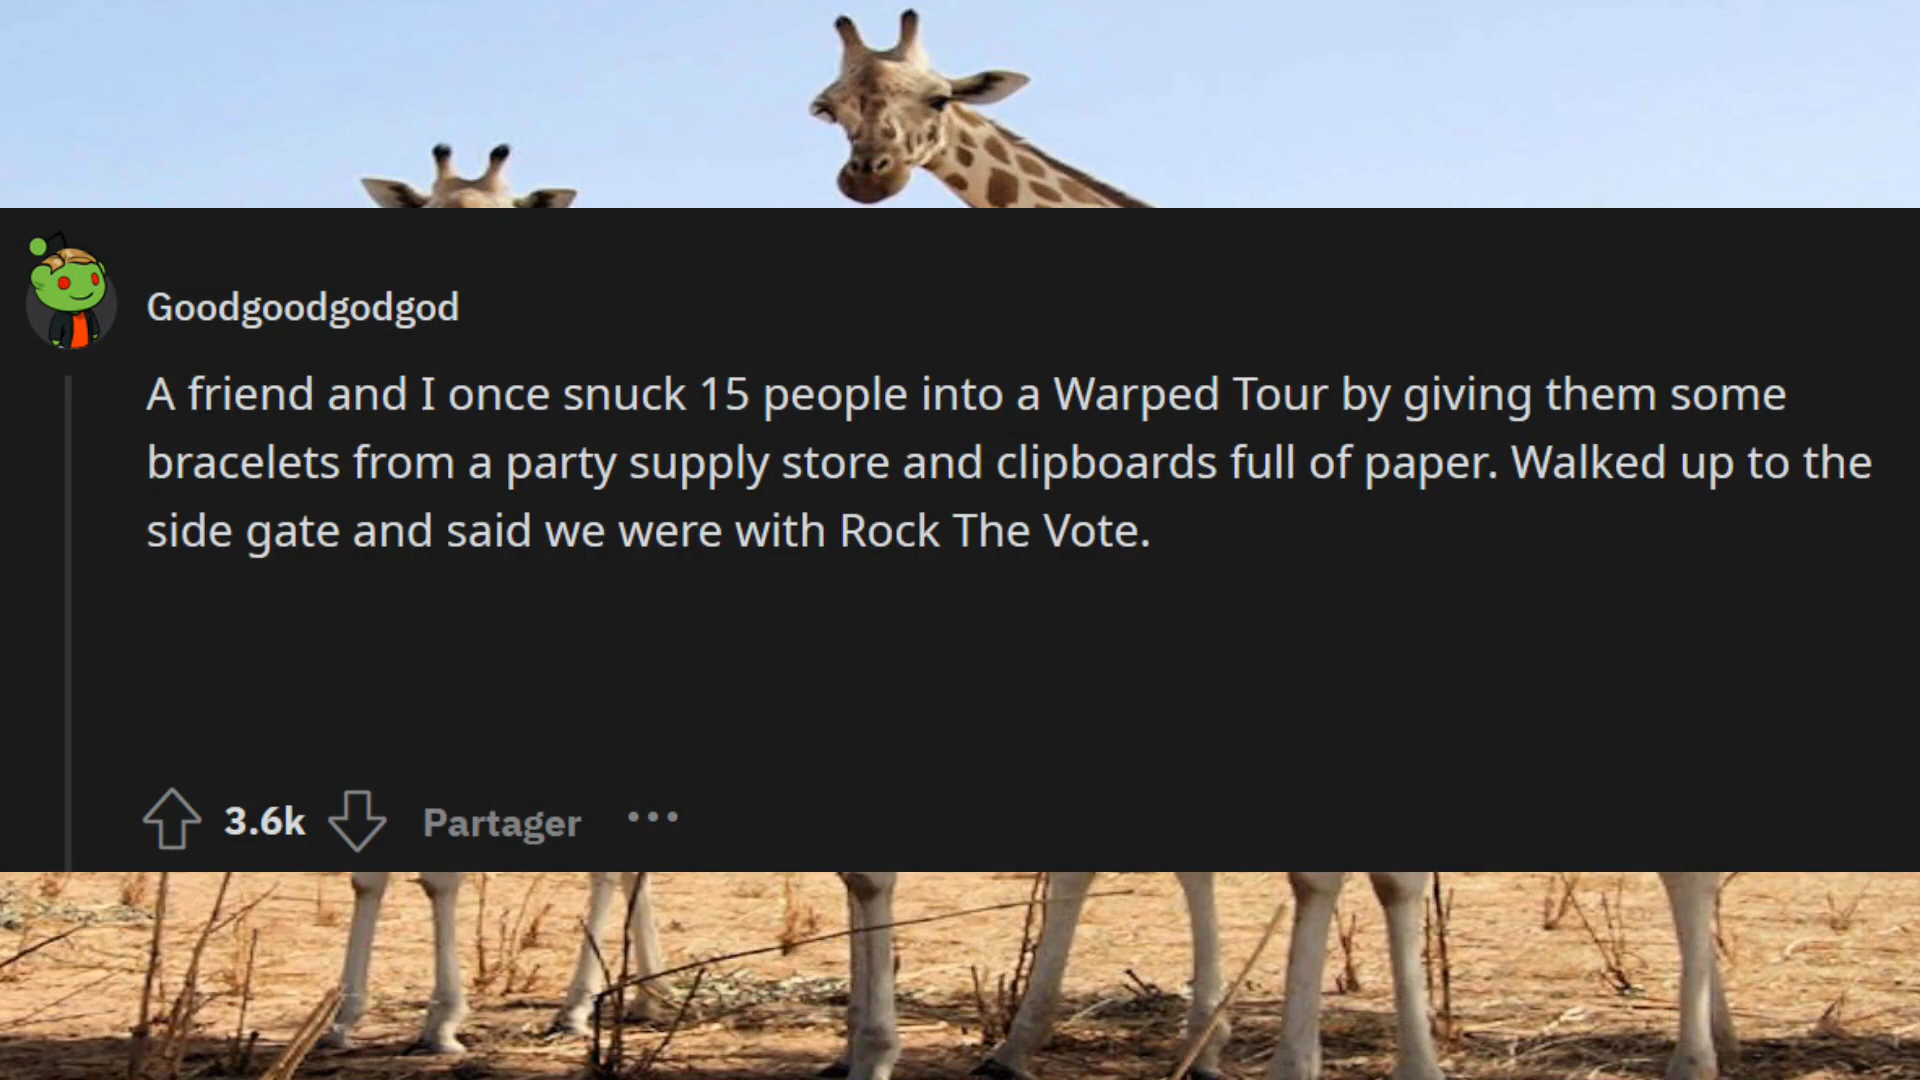 Goodgoodgodgod
A friend and I once snuck 15 people into a Warped Tour by giving them some
bracelets from a party supply store and clipboards full of paper. Walked up to the
side gate and said we were with Rock The Vote.
3.6k Partager